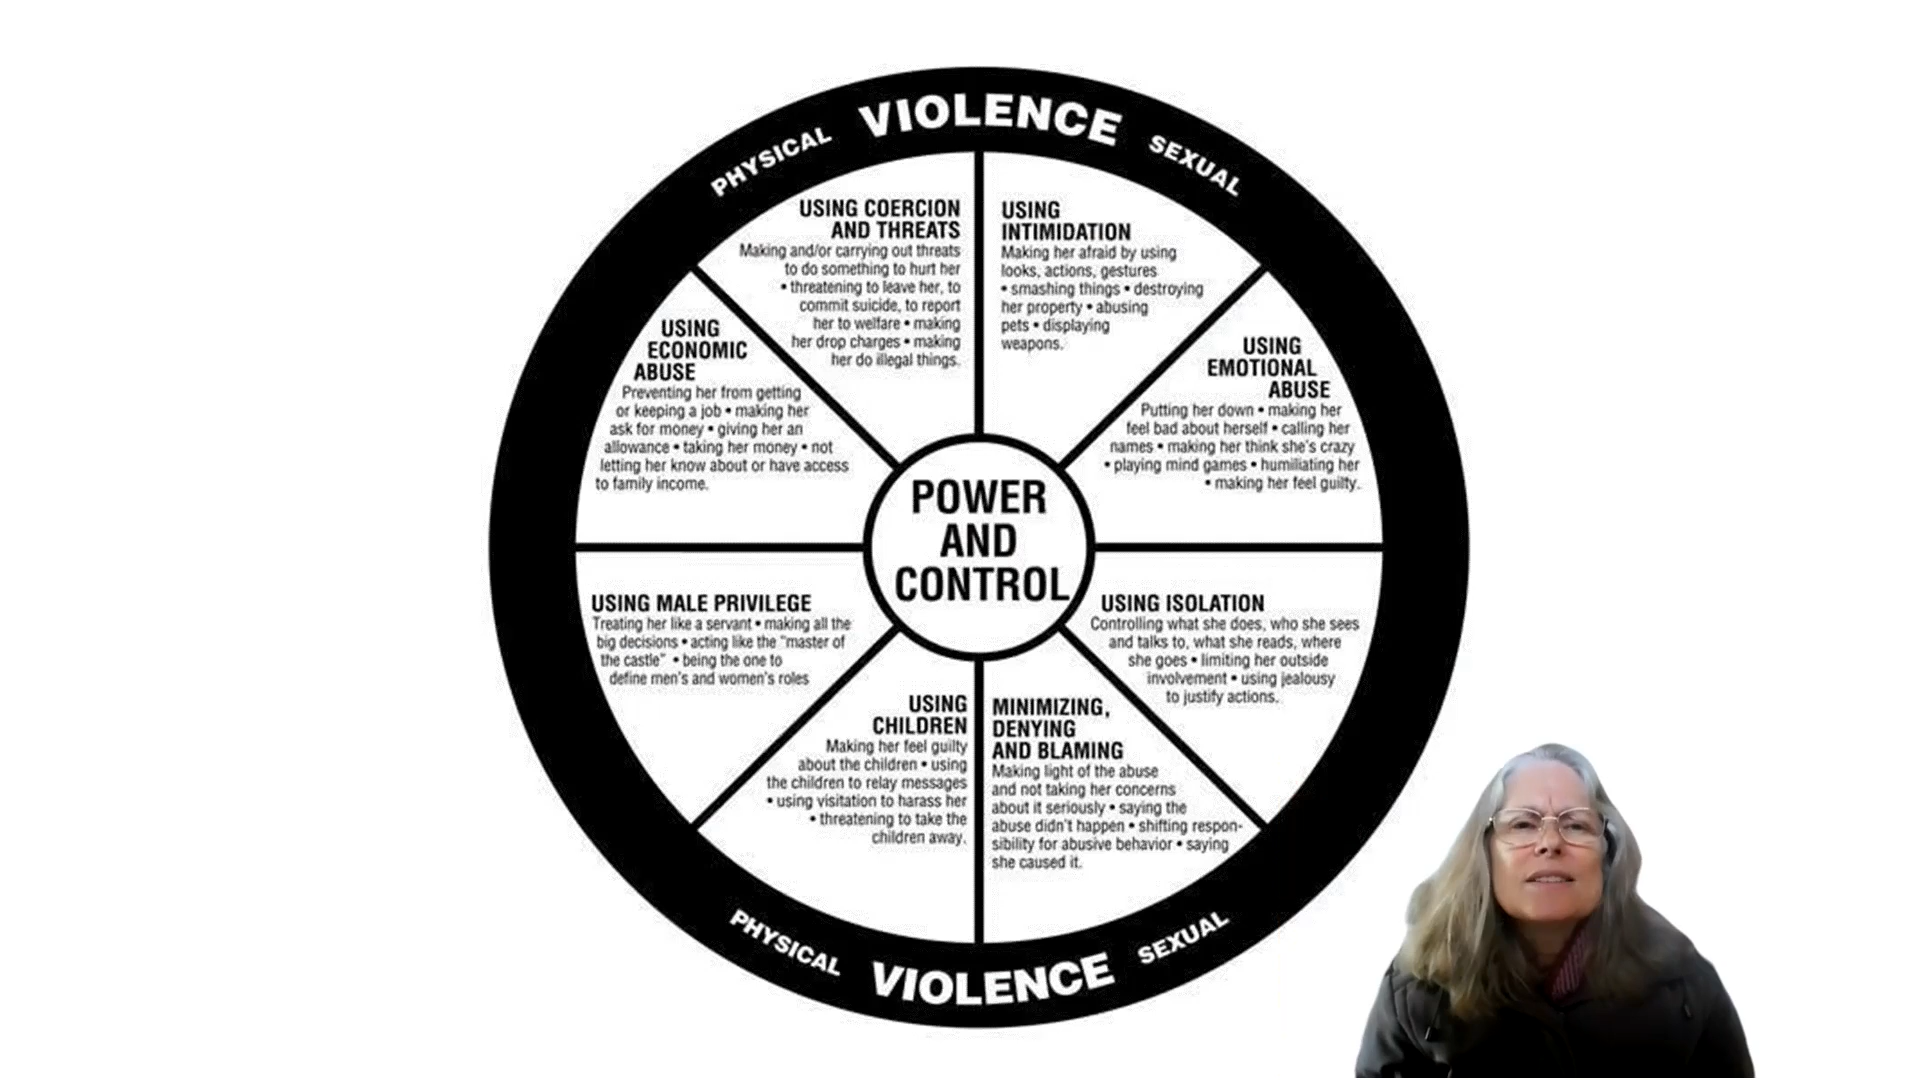 PHYSICAL VIOLENCE SEXUAL
USING COERCION
AND THREATS
Making and/or carrying out threats
to do something to hurt her
• threatening to leave her, to
commit suicide, to report
her to welfare • making
her drop charges • making
her do illegal things.
USING
INTIMIDATION
Making her afraid by using
looks, actions, gestures
• smashing things • destroying
her property • abusing
pets • displaying
weapons.
USING
ECONOMIC
ABUSE
Preventing her from getting
or keeping a job • making her
ask for money • giving her an
allowance • taking her money • not
letting her know about or have access
to family income.
USING
EMOTIONAL
ABUSE
Putting her down • making her
feel bad about herself • calling her
names • making her think she's crazy
• playing mind games • humiliating her
• making her feel guilty.
POWER
AND
CONTROL
USING MALE PRIVILEGE
Treating her like a servant • making all the
big decisions • acting like the "master of
the castle" • being the one to
define men's and women's roles
USING ISOLATION
Controlling what she does, who she sees
and talks to, what she reads, where
she goes • limiting her outside
involvement • using jealousy
to justify actions.
USING
CHILDREN
Making her feel guilty
about the children • using
the children to relay messages
• using visitation to harass her
• threatening to take the
children away.
MINIMIZING,
DENYING
AND BLAMING
Making light of the abuse
and not taking her concerns
about it seriously • saying the
abuse didn't happen • shifting respon-
sibility for abusive behavior • saying
she caused it.
PHYSICAL VIOLENCE SEXUAL